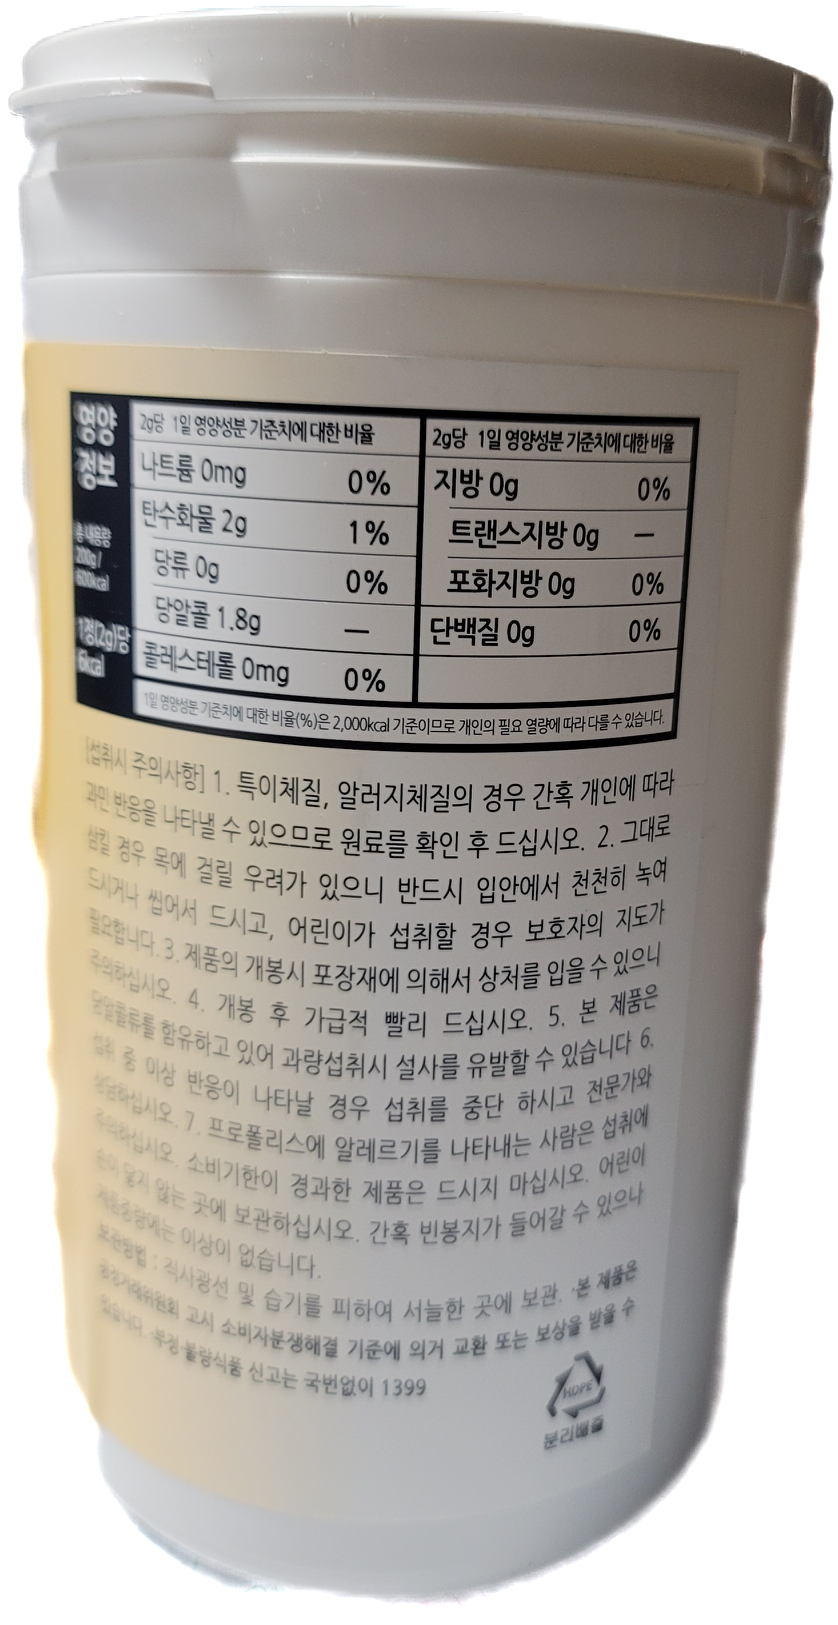 영양
정보
총 내용량
200g /
600kcal
1정(2g)당
6kcal
2g당 1일 영양성분 기준치에 대한 비율
나트륨 0mg 0%
탄수화물 2g 1%
당류 0g 0%
당알콜 1.8g —
콜레스테롤 0mg 0%
2g당 1일 영양성분 기준치에 대한 비율
지방 0g 0%
트랜스지방 0g —
포화지방 0g 0%
단백질 0g 0%
1일 영양성분 기준치에 대한 비율(%)은 2,000kcal 기준이므로 개인의 필요 열량에 따라 다를 수 있습니다.
[섭취시 주의사항] 1. 특이체질, 알러지체질의 경우 간혹 개인에 따라
과민 반응을 나타낼 수 있으므로 원료를 확인 후 드십시오. 2. 그대로
삼킬 경우 목에 걸릴 우려가 있으니 반드시 입안에서 천천히 녹여
드시거나 씹어서 드시고, 어린이가 섭취할 경우 보호자의 지도가
필요합니다. 3. 제품의 개봉시 포장재에 의해서 상처를 입을 수 있으니
주의하십시오. 4. 개봉 후 가급적 빨리 드십시오. 5. 본 제품은
당알콜류를 함유하고 있어 과량섭취시 설사를 유발할 수 있습니다 6.
섭취 중 이상 반응이 나타날 경우 섭취를 중단 하시고 전문가와
상담하십시오. 7. 프로폴리스에 알레르기를 나타내는 사람은 섭취에
주의하십시오. 소비기한이 경과한 제품은 드시지 마십시오. 어린이
손이 닿지 않는 곳에 보관하십시오. 간혹 빈봉지가 들어갈 수 있으나
제품중량에는 이상이 없습니다.
보관방법 : 직사광선 및 습기를 피하여 서늘한 곳에 보관. ·본 제품은
공정거래위원회 고시 소비자분쟁해결 기준에 의거 교환 또는 보상을 받을 수
있습니다. ·부정·불량식품 신고는 국번없이 1399
HDPE
분리배출